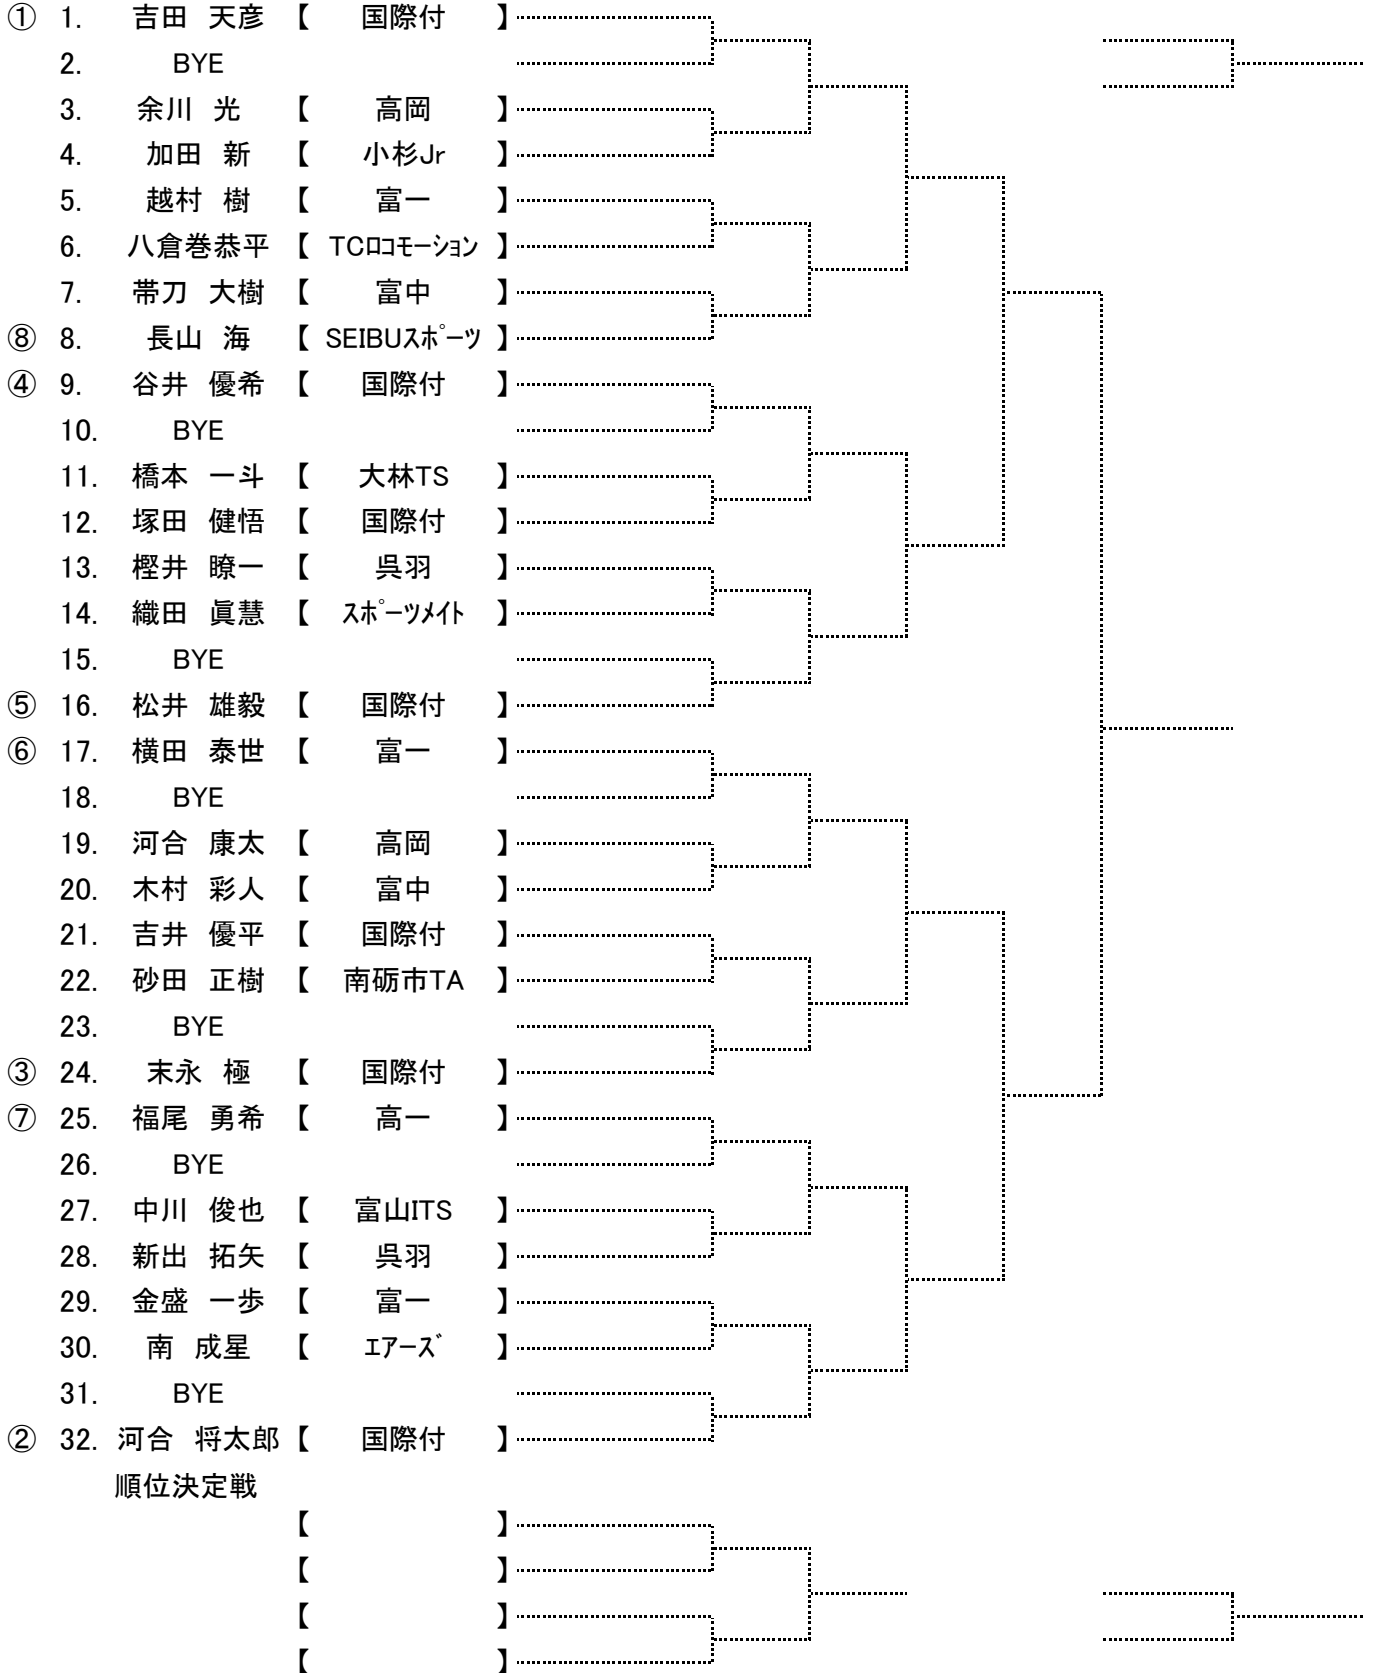 ① 1. 吉田 天彦 【 国際付 】
2. BYE
3. 余川 光 【 高岡 】
4. 加田 新 【 小杉Jr 】
5. 越村 樹 【 富一 】
6. 八倉巻恭平 【 TCﾛｺﾓｰｼｮﾝ 】
7. 帯刀 大樹 【 富中 】
⑧ 8. 長山 海 【 SEIBUｽﾎﾟｰﾂ 】
④ 9. 谷井 優希 【 国際付 】
10. BYE
11. 橋本 一斗 【 大林TS 】
12. 塚田 健悟 【 国際付 】
13. 樫井 瞭一 【 呉羽 】
14. 織田 眞慧 【 ｽﾎﾟｰﾂﾒｲﾄ 】
15. BYE
⑤ 16. 松井 雄毅 【 国際付 】
⑥ 17. 横田 泰世 【 富一 】
18. BYE
19. 河合 康太 【 高岡 】
20. 木村 彩人 【 富中 】
21. 吉井 優平 【 国際付 】
22. 砂田 正樹 【 南砺市TA 】
23. BYE
③ 24. 末永 極 【 国際付 】
⑦ 25. 福尾 勇希 【 高一 】
26. BYE
27. 中川 俊也 【 富山ITS 】
28. 新出 拓矢 【 呉羽 】
29. 金盛 一歩 【 富一 】
30. 南 成星 【 ｴｱｰｽﾞ 】
31. BYE
② 32. 河合 将太郎 【 国際付 】
順位決定戦
【 】
【 】
【 】
【 】